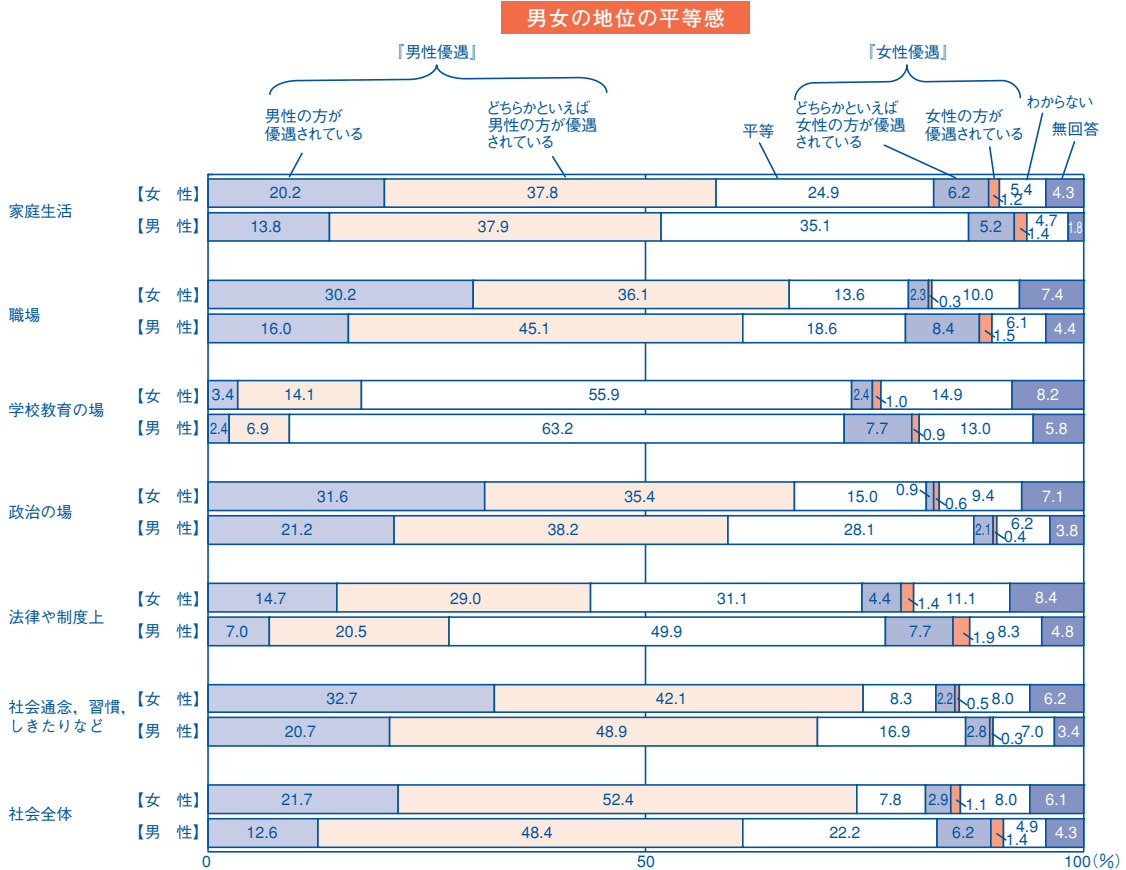 男女の地位の平等感
『男性優遇』
『女性優遇』
男性の方が
優遇されている
どちらかといえば
男性の方が優遇
されている
平等
どちらかといえば
女性の方が優遇
されている
女性の方が
優遇されている
わからない
無回答
家庭生活
【女 性】 20.2 37.8 24.9 6.2 1.2 5.4 4.3
【男 性】 13.8 37.9 35.1 5.2 1.4 4.7 1.8
職場
【女 性】 30.2 36.1 13.6 2.3 0.3 10.0 7.4
【男 性】 16.0 45.1 18.6 8.4 1.5 6.1 4.4
学校教育の場
【女 性】 3.4 14.1 55.9 2.4 1.0 14.9 8.2
【男 性】 2.4 6.9 63.2 7.7 0.9 13.0 5.8
政治の場
【女 性】 31.6 35.4 15.0 0.9 0.6 9.4 7.1
【男 性】 21.2 38.2 28.1 2.1 0.4 6.2 3.8
法律や制度上
【女 性】 14.7 29.0 31.1 4.4 1.4 11.1 8.4
【男 性】 7.0 20.5 49.9 7.7 1.9 8.3 4.8
社会通念，習慣，
しきたりなど
【女 性】 32.7 42.1 8.3 2.2 0.5 8.0 6.2
【男 性】 20.7 48.9 16.9 2.8 0.3 7.0 3.4
社会全体
【女 性】 21.7 52.4 7.8 2.9 1.1 8.0 6.1
【男 性】 12.6 48.4 22.2 6.2 1.4 4.9 4.3
0 50 100(％)